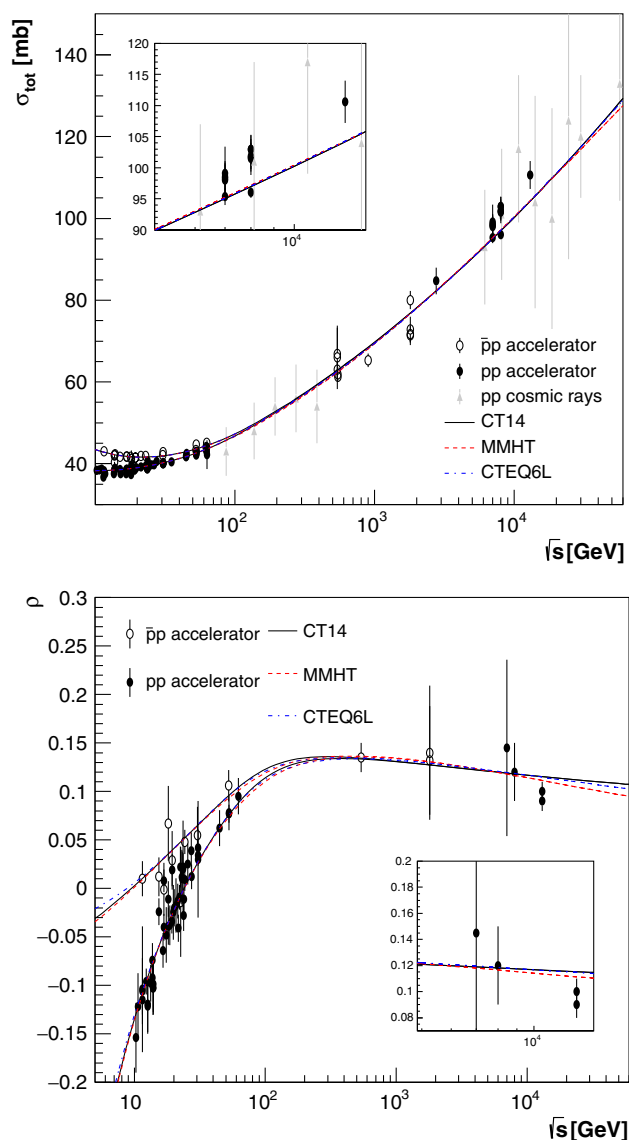 σtot [mb]
150
140
120
100
80
60
40
120
115
110
105
100
95
90
10⁴
p̄p accelerator
pp accelerator
pp cosmic rays
CT14
MMHT
CTEQ6L
10² 10³ 10⁴
√s [GeV]
ρ
0.3
0.25
0.2
0.15
0.1
0.05
0
−0.05
−0.1
−0.15
−0.2
p̄p accelerator
CT14
pp accelerator
MMHT
CTEQ6L
0.2
0.18
0.16
0.14
0.12
0.1
0.08
10⁴
10 10² 10³ 10⁴
√s [GeV]